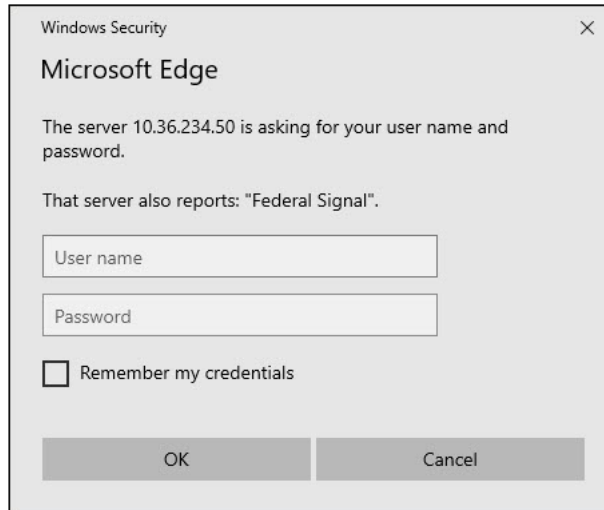 Windows Security
Microsoft Edge
The server 10.36.234.50 is asking for your user name and
password.
That server also reports: "Federal Signal".
User name
Password
Remember my credentials
OK Cancel